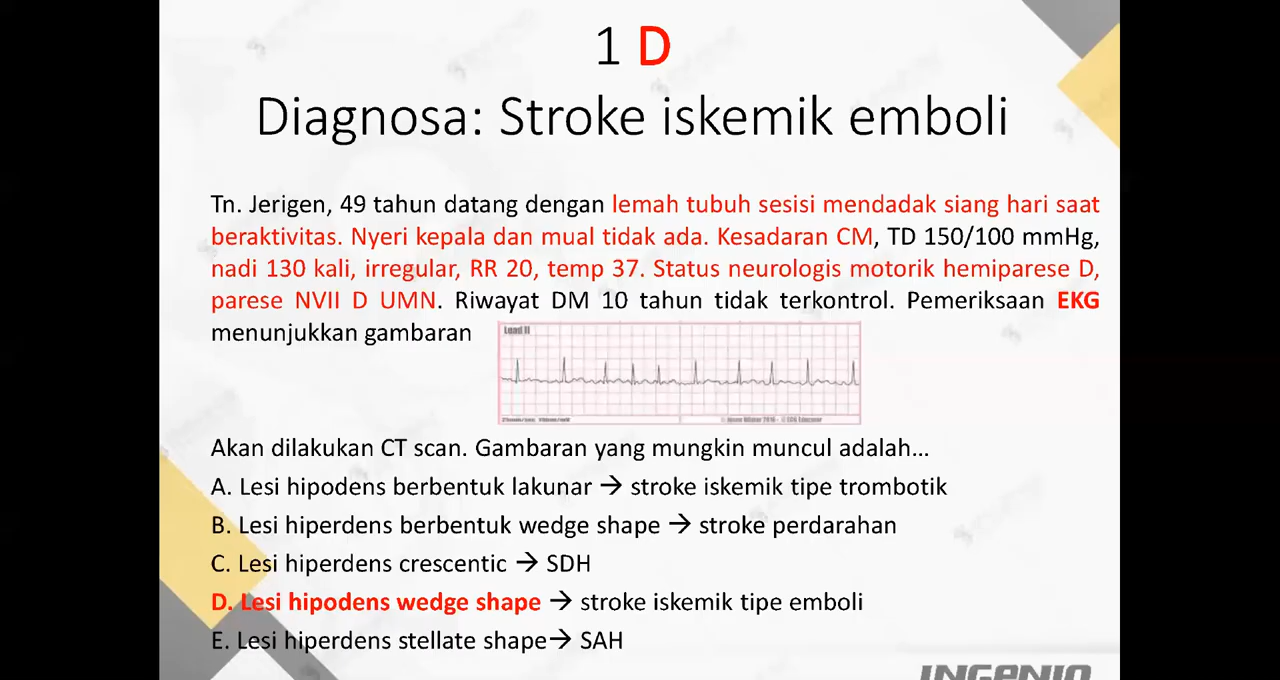 1 D
Diagnosa: Stroke iskemik emboli
Tn. Jerigen, 49 tahun datang dengan lemah tubuh sesisi mendadak siang hari saat
beraktivitas. Nyeri kepala dan mual tidak ada. Kesadaran CM, TD 150/100 mmHg,
nadi 130 kali, irregular, RR 20, temp 37. Status neurologis motorik hemiparese D,
parese NVII D UMN. Riwayat DM 10 tahun tidak terkontrol. Pemeriksaan EKG
menunjukkan gambaran
Lead II
Akan dilakukan CT scan. Gambaran yang mungkin muncul adalah...
A. Lesi hipodens berbentuk lakunar → stroke iskemik tipe trombotik
B. Lesi hiperdens berbentuk wedge shape → stroke perdarahan
C. Lesi hiperdens crescentic → SDH
D. Lesi hipodens wedge shape → stroke iskemik tipe emboli
E. Lesi hiperdens stellate shape→ SAH
INGENIO